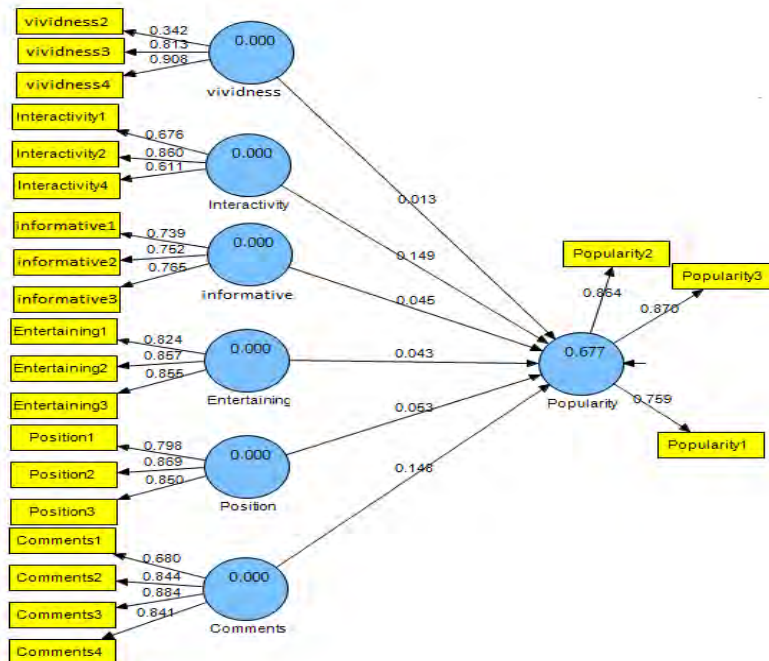 vividness2
0.342
vividness3
0.813
0.908
vividness4
0.000
vividness
Interactivity1
0.676
Interactivity2
0.860
0.611
Interactivity4
0.000
Interactivity
informative1
0.739
informative2
0.752
0.765
informative3
0.000
informative
Entertaining1
0.824
Entertaining2
0.857
0.855
Entertaining3
0.000
Entertaining
Position1
0.798
Position2
0.869
0.850
Position3
0.000
Position
Comments1
0.680
Comments2
0.844
0.884
Comments3
0.841
Comments4
0.000
Comments
0.013
0.149
0.045
0.043
0.053
0.148
Popularity2
Popularity3
0.864
0.870
0.677
Popularity
0.759
Popularity1